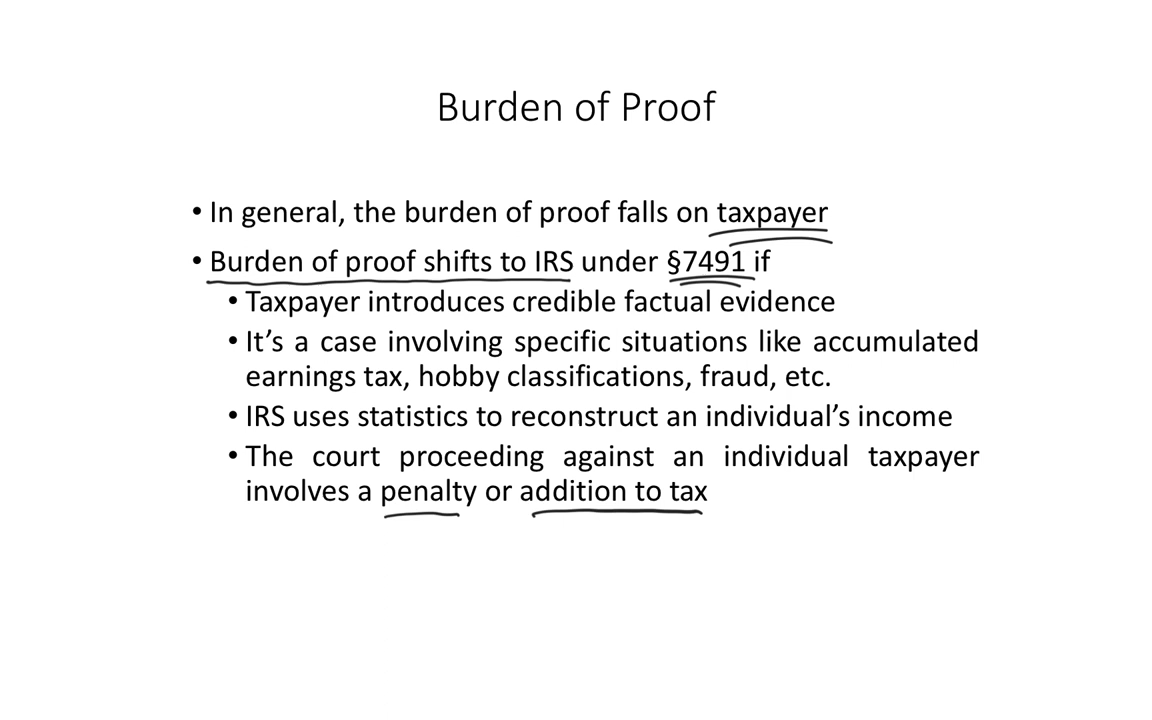 Burden of Proof
• In general, the burden of proof falls on taxpayer
• Burden of proof shifts to IRS under §7491 if
• Taxpayer introduces credible factual evidence
• It’s a case involving specific situations like accumulated
earnings tax, hobby classifications, fraud, etc.
• IRS uses statistics to reconstruct an individual’s income
• The court proceeding against an individual taxpayer
involves a penalty or addition to tax